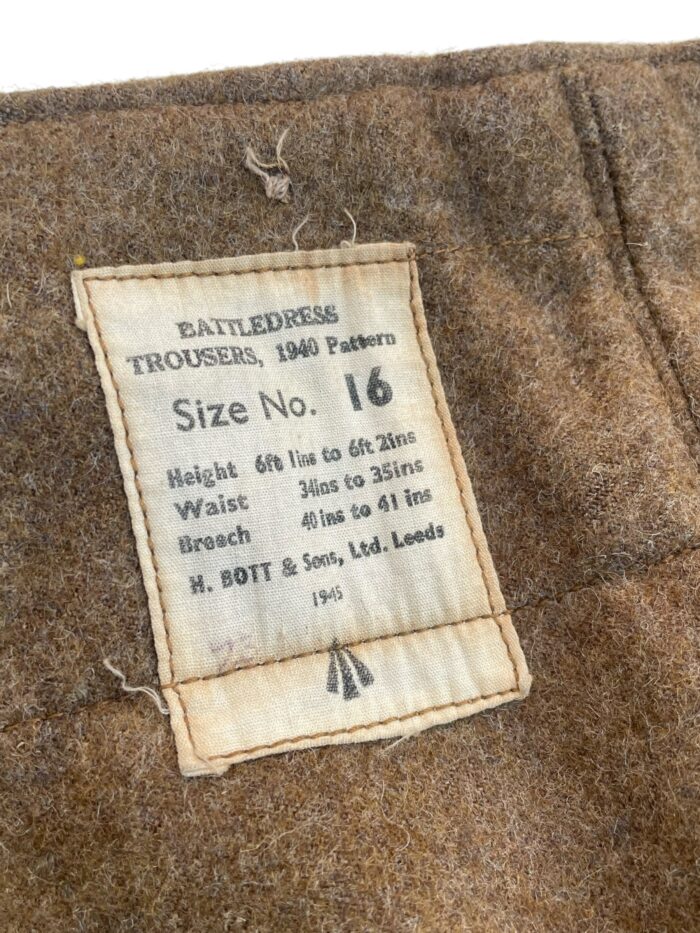 BATTLEDRESS
TROUSERS, 1940 Pattern
Size No. 16
Height 6ft 1ins to 6ft 2ins
Waist 34ins to 35ins
Breech 40ins to 41 ins
H. BOTT & Sons, Ltd. Leeds
1945